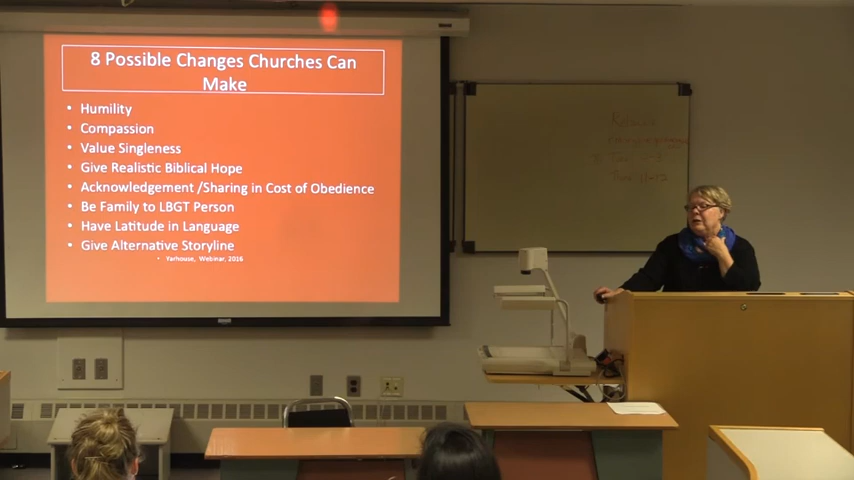 8 Possible Changes Churches Can
Make
• Humility
• Compassion
• Value Singleness
• Give Realistic Biblical Hope
• Acknowledgement /Sharing in Cost of Obedience
• Be Family to LBGT Person
• Have Latitude in Language
• Give Alternative Storyline
• Yarhouse, Webinar, 2016